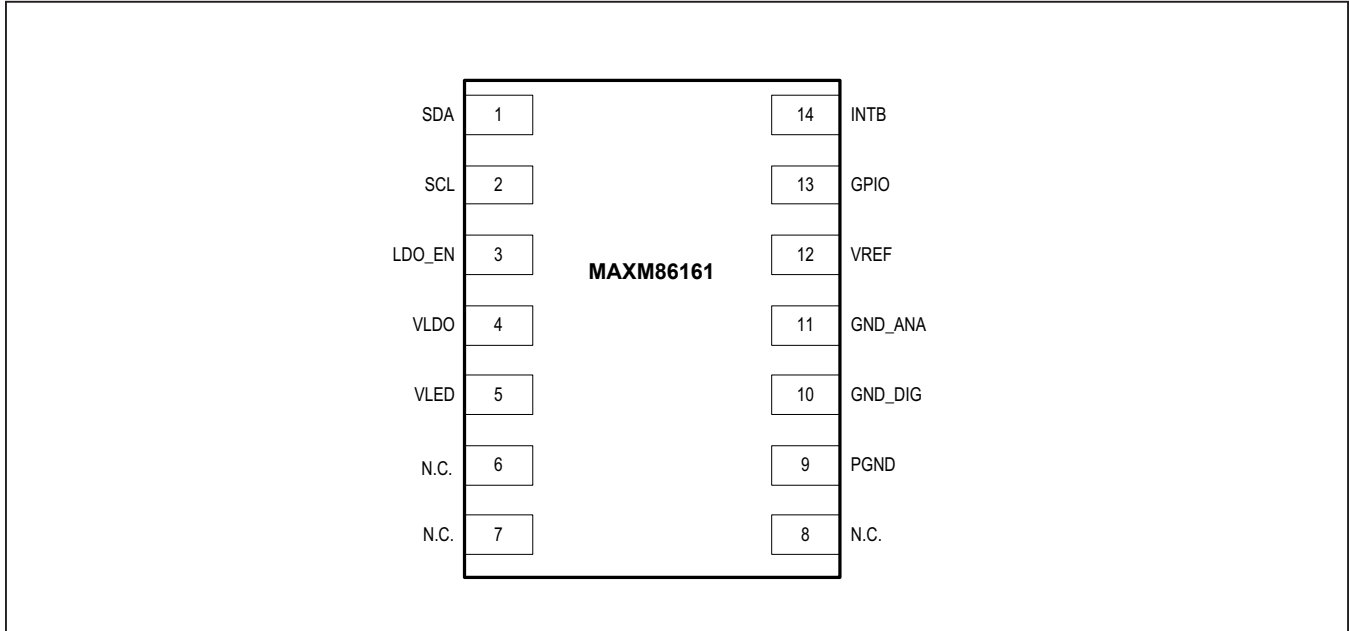 SDA 1 14 INTB
SCL 2 13 GPIO
LDO_EN 3 12 VREF
MAXM86161
VLDO 4 11 GND_ANA
VLED 5 10 GND_DIG
N.C. 6 9 PGND
N.C. 7 8 N.C.